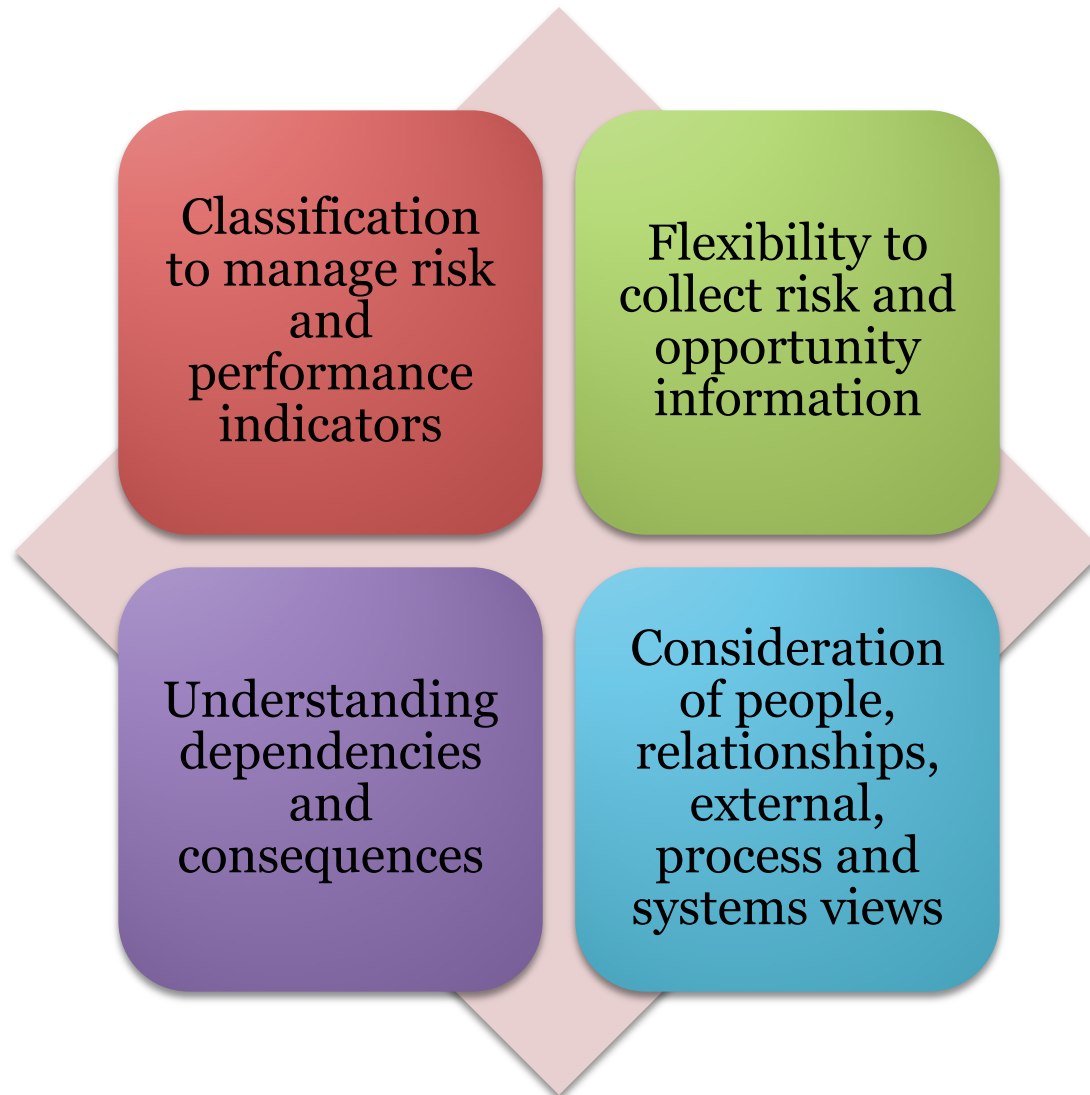 Classification
to manage risk
and
performance
indicators
Flexibility to
collect risk and
opportunity
information
Understanding
dependencies
and
consequences
Consideration
of people,
relationships,
external,
process and
systems views